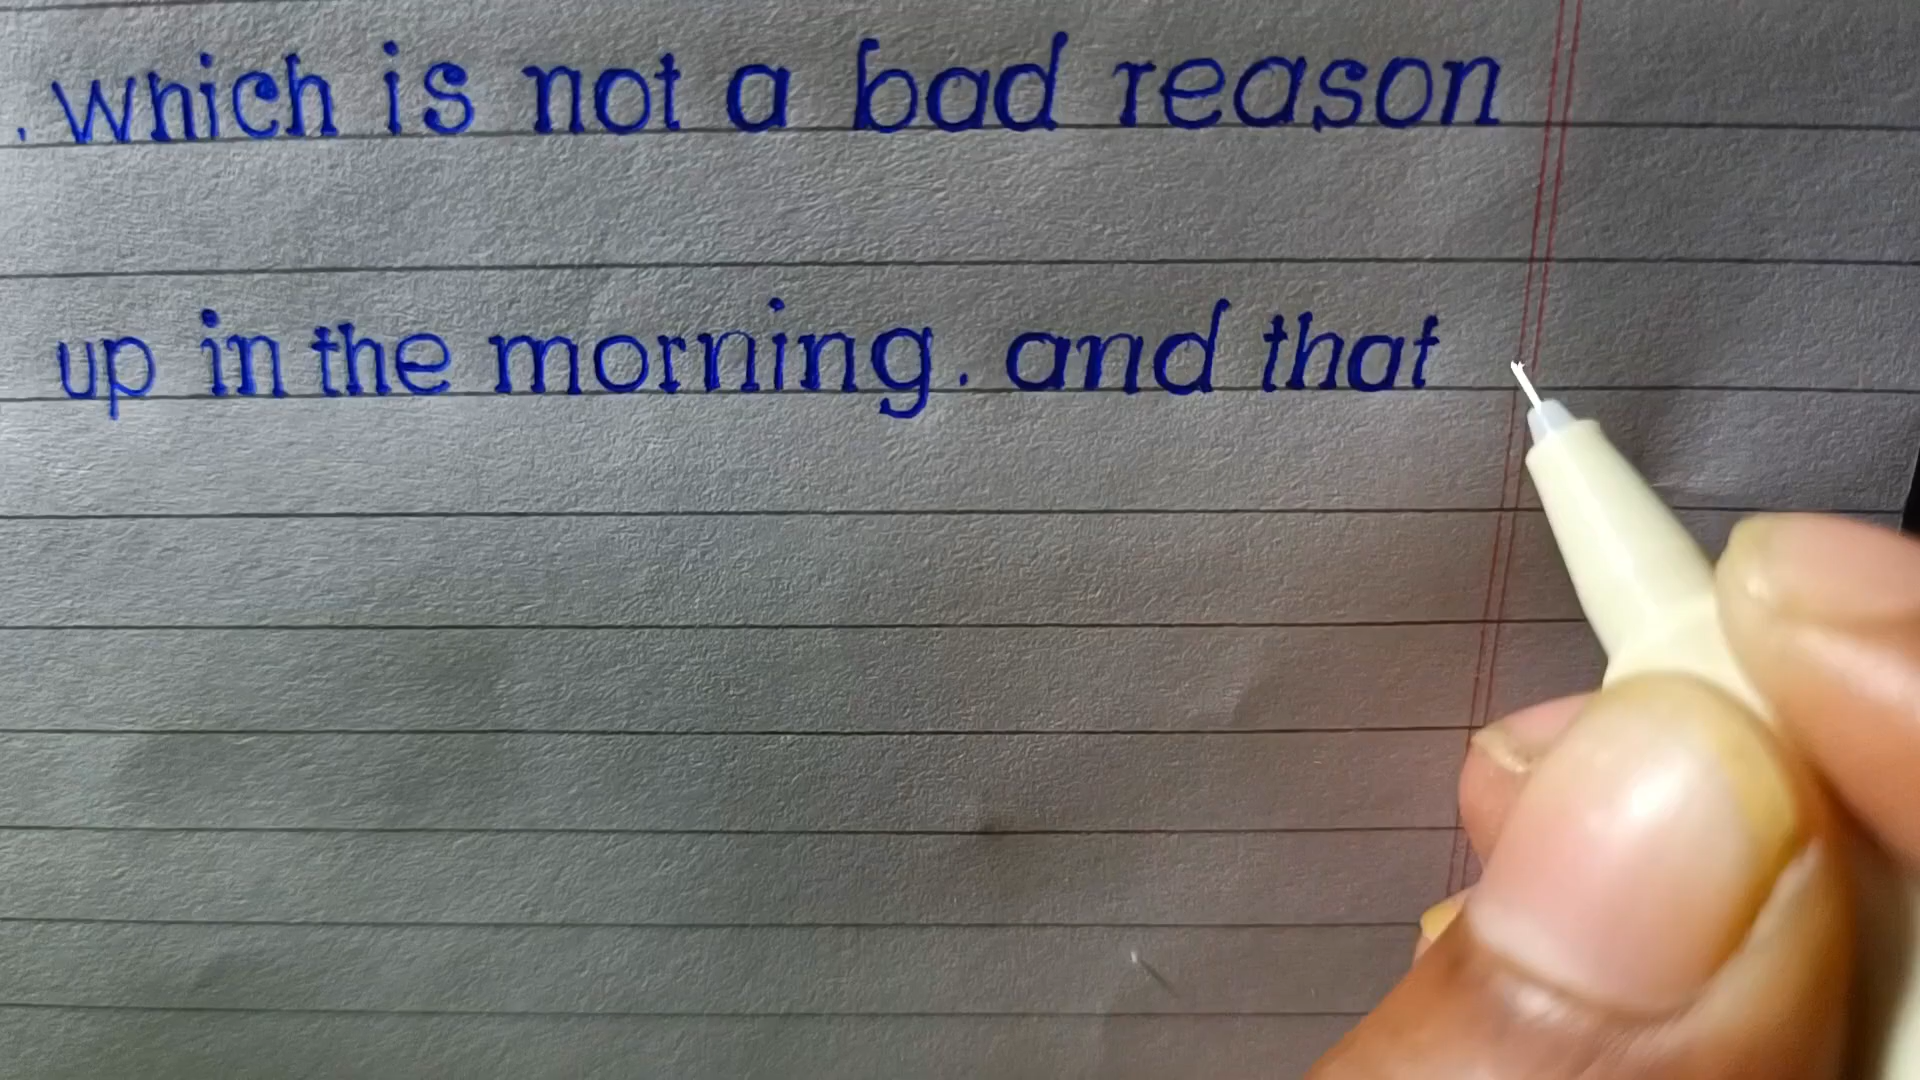 . which is not a bad reason
up in the morning. and that